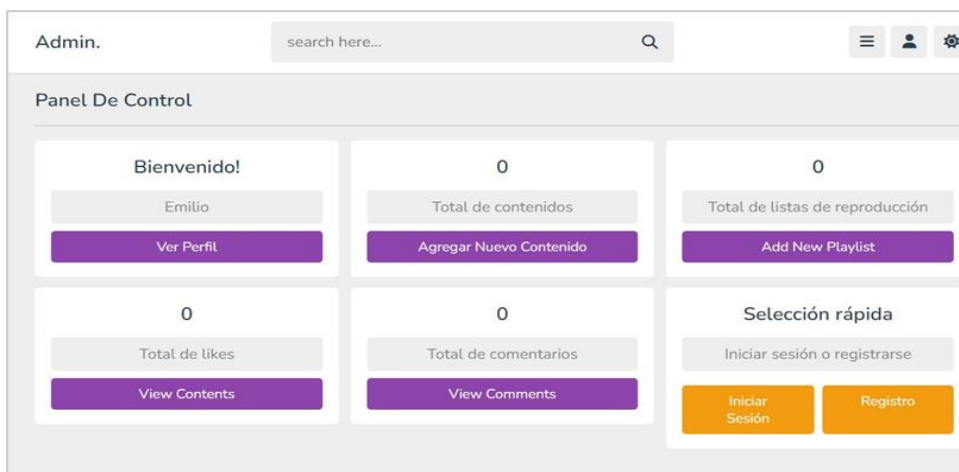 Admin.
search here...
Panel De Control
Bienvenido!
Emilio
Ver Perfil
0
Total de contenidos
Agregar Nuevo Contenido
0
Total de listas de reproducción
Add New Playlist
0
Total de likes
View Contents
0
Total de comentarios
View Comments
Selección rápida
Iniciar sesión o registrarse
Iniciar
Sesión
Registro